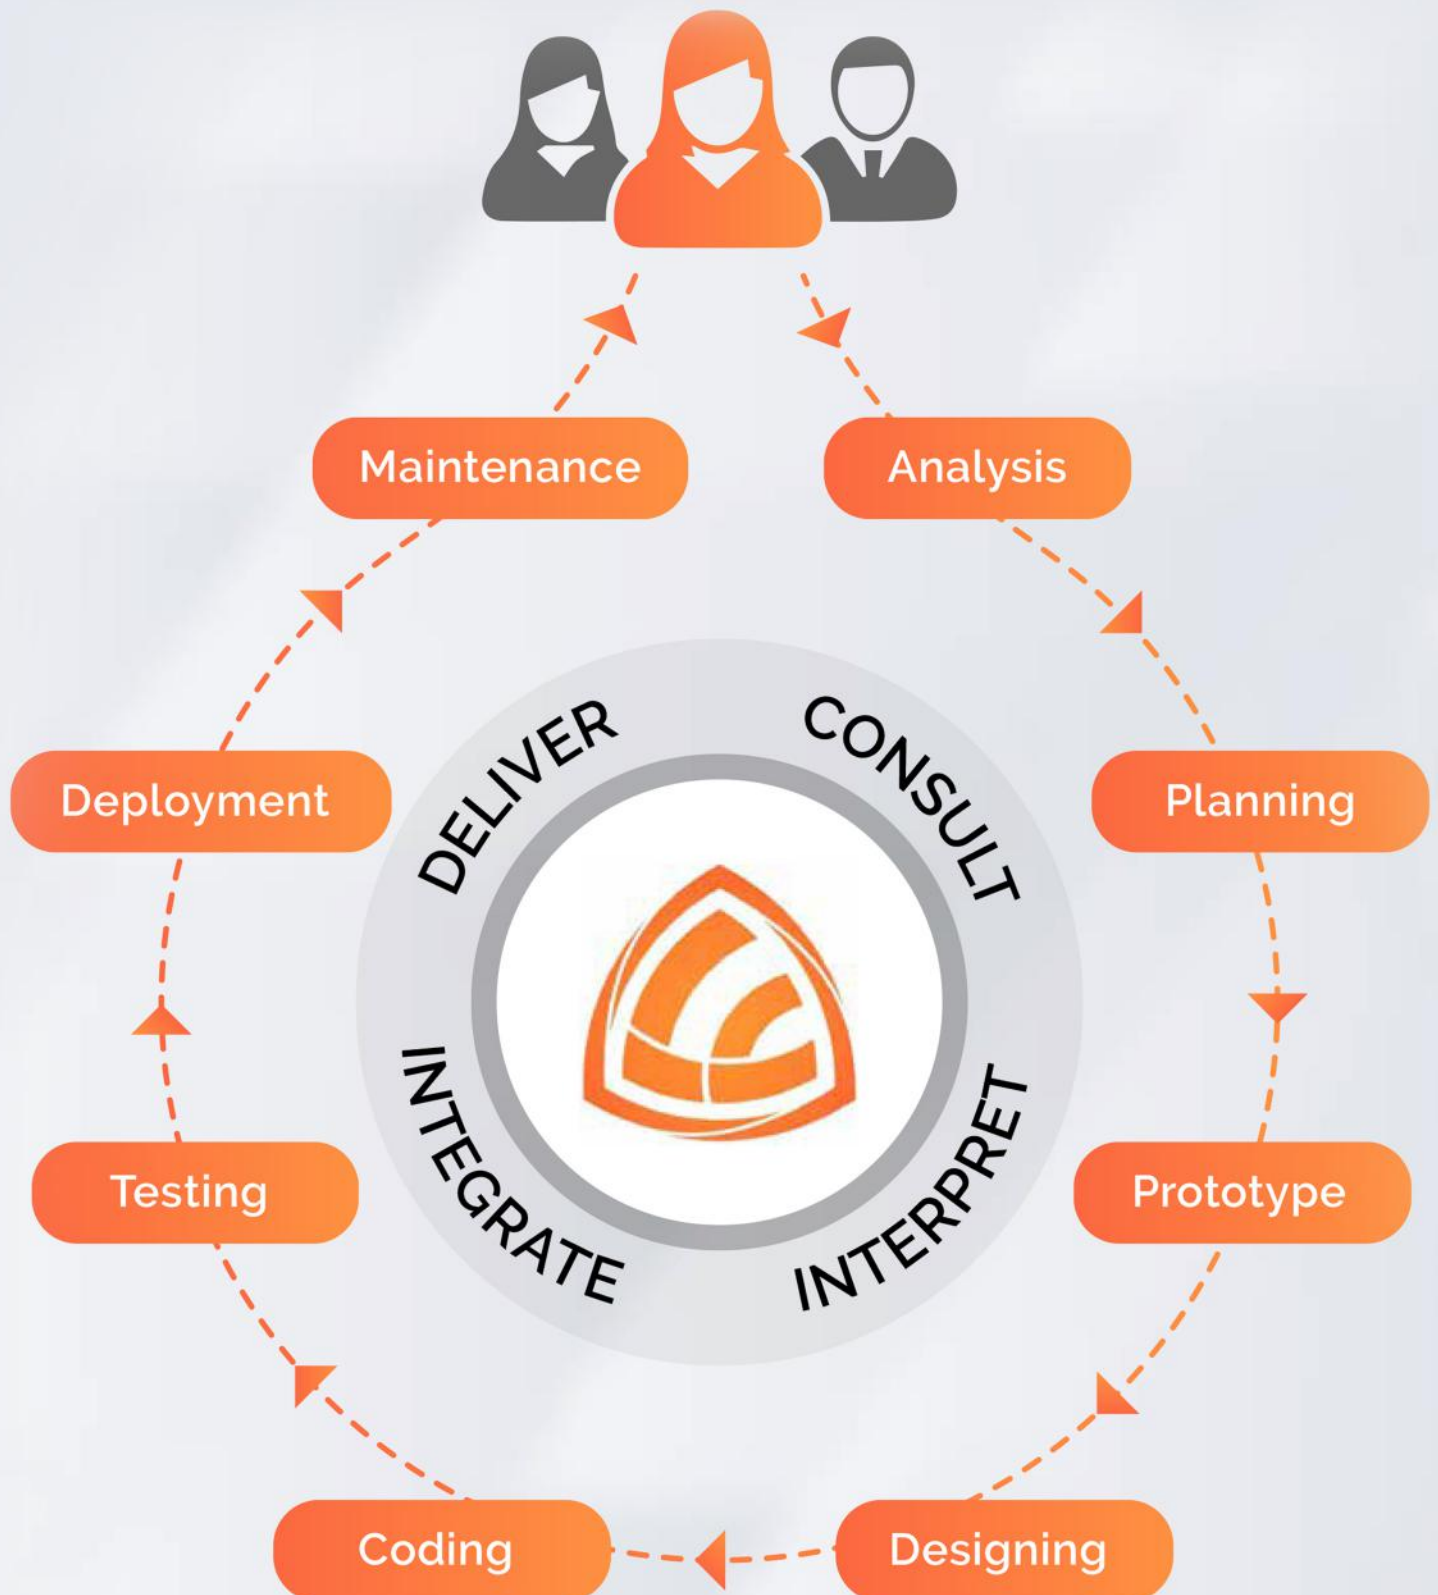 Maintenance
Analysis
DELIVER
CONSULT
Deployment
Planning
INTEGRATE
INTERPRET
Testing
Prototype
Coding
Designing